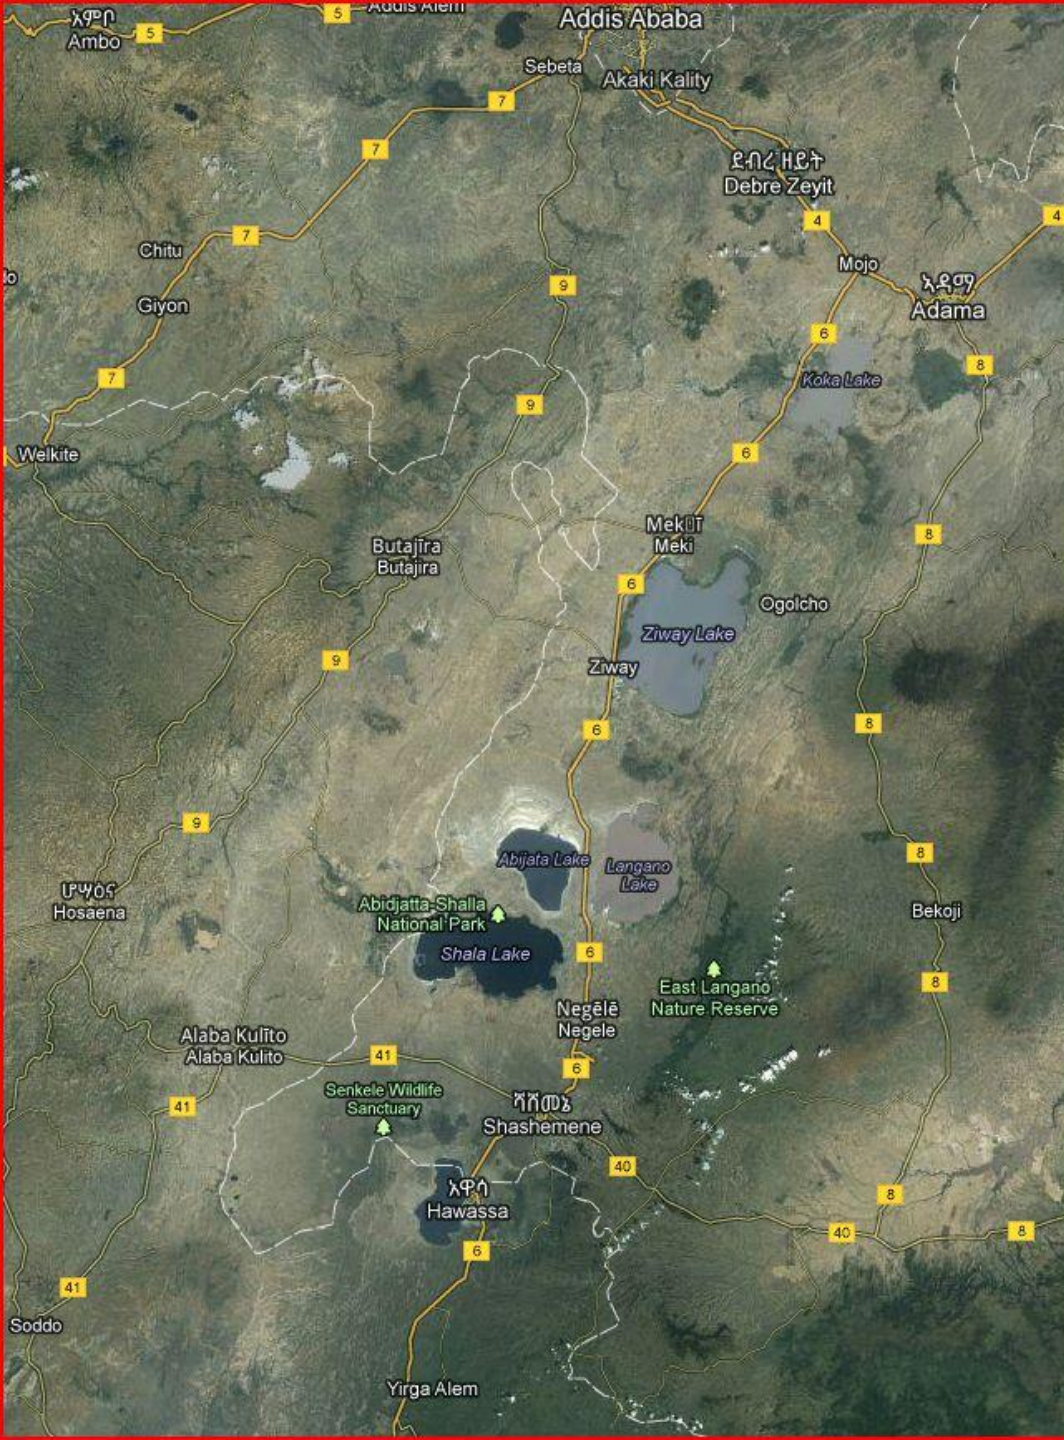 Addis Alem
5
አምቦ
Ambo
5
Addis Ababa
Sebeta
Akaki Kality
7
7
ደብረ ዘይት
Debre Zeyit
4
4
7
Chitu
Mojo
lo
9
አዳማ
Adama
Giyon
6
8
7
Koka Lake
9
Welkite
6
Mek▯ī
Meki
8
Butajīra
Butajira
6
Ogolcho
Ziway Lake
9
Ziway
8
6
9
8
Abijata Lake
Langano
Lake
ሆሣዕና
Hosaena
Abidjatta-Shalla
National Park
Bekoji
Shala Lake
6
8
East Langano
Nature Reserve
Negēlē
Negele
Alaba Kulīto
Alaba Kulito
41
6
Senkele Wildlife
Sanctuary
41
ሻሸመኔ
Shashemene
40
አዋሳ
Hawassa
8
40
8
6
41
Soddo
Yirga Alem